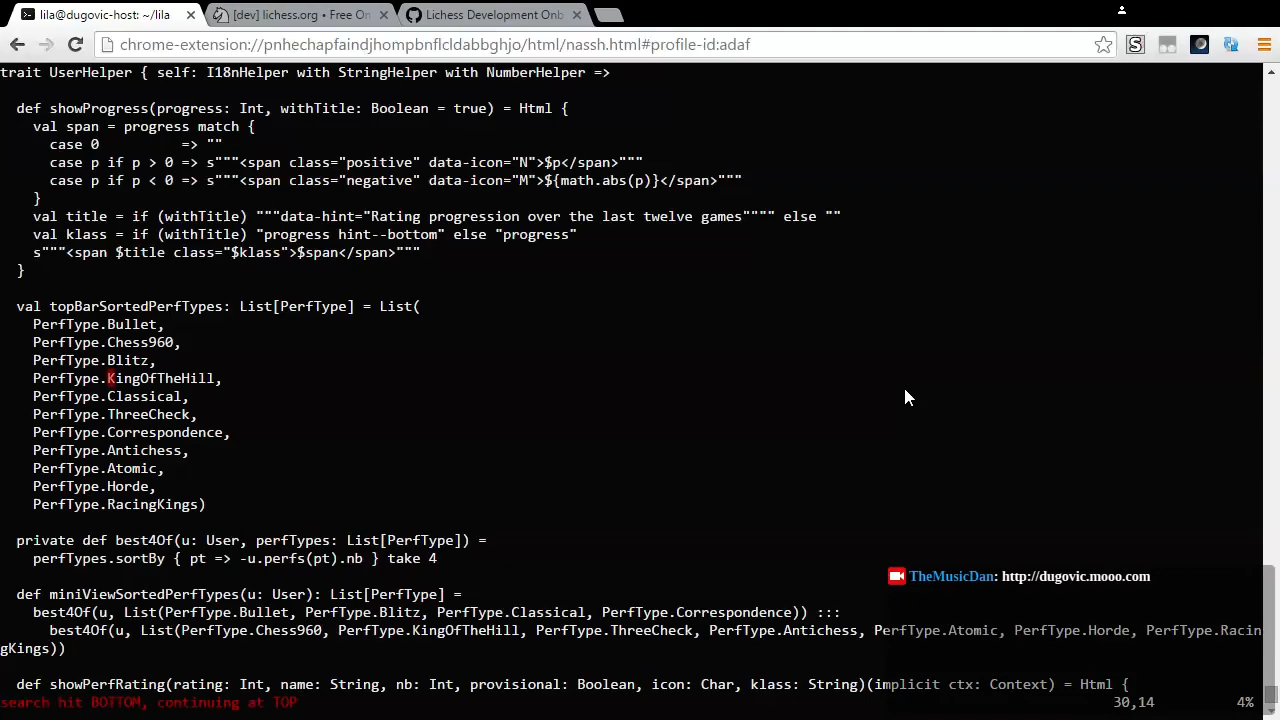 lila@dugovic-host: ~/lila
[dev] lichess.org • Free On
Lichess Development Onb
chrome-extension://pnhechapfaindjhompbnflcldabbghjo/html/nassh.html#profile-id:adaf
trait UserHelper { self: I18nHelper with StringHelper with NumberHelper =>
def showProgress(progress: Int, withTitle: Boolean = true) = Html {
val span = progress match {
case 0          => ""
case p if p > 0 => s"""<span class="positive" data-icon="N">$p</span>"""
case p if p < 0 => s"""<span class="negative" data-icon="M">${math.abs(p)}</span>"""
}
val title = if (withTitle) """data-hint="Rating progression over the last twelve games"""" else ""
val klass = if (withTitle) "progress hint--bottom" else "progress"
s"""<span $title class="$klass">$span</span>"""
}
val topBarSortedPerfTypes: List[PerfType] = List(
PerfType.Bullet,
PerfType.Chess960,
PerfType.Blitz,
PerfType.KingOfTheHill,
PerfType.Classical,
PerfType.ThreeCheck,
PerfType.Correspondence,
PerfType.Antichess,
PerfType.Atomic,
PerfType.Horde,
PerfType.RacingKings)
private def best4Of(u: User, perfTypes: List[PerfType]) =
perfTypes.sortBy { pt => -u.perfs(pt).nb } take 4
TheMusicDan: http://dugovic.mooo.com
def miniViewSortedPerfTypes(u: User): List[PerfType] =
best4Of(u, List(PerfType.Bullet, PerfType.Blitz, PerfType.Classical, PerfType.Correspondence)) :::
best4Of(u, List(PerfType.Chess960, PerfType.KingOfTheHill, PerfType.ThreeCheck, PerfType.Antichess, PerfType.Atomic, PerfType.Horde, PerfType.Racin
gKings))
def showPerfRating(rating: Int, name: String, nb: Int, provisional: Boolean, icon: Char, klass: String)(implicit ctx: Context) = Html {
search hit BOTTOM, continuing at TOP
30,14
4%